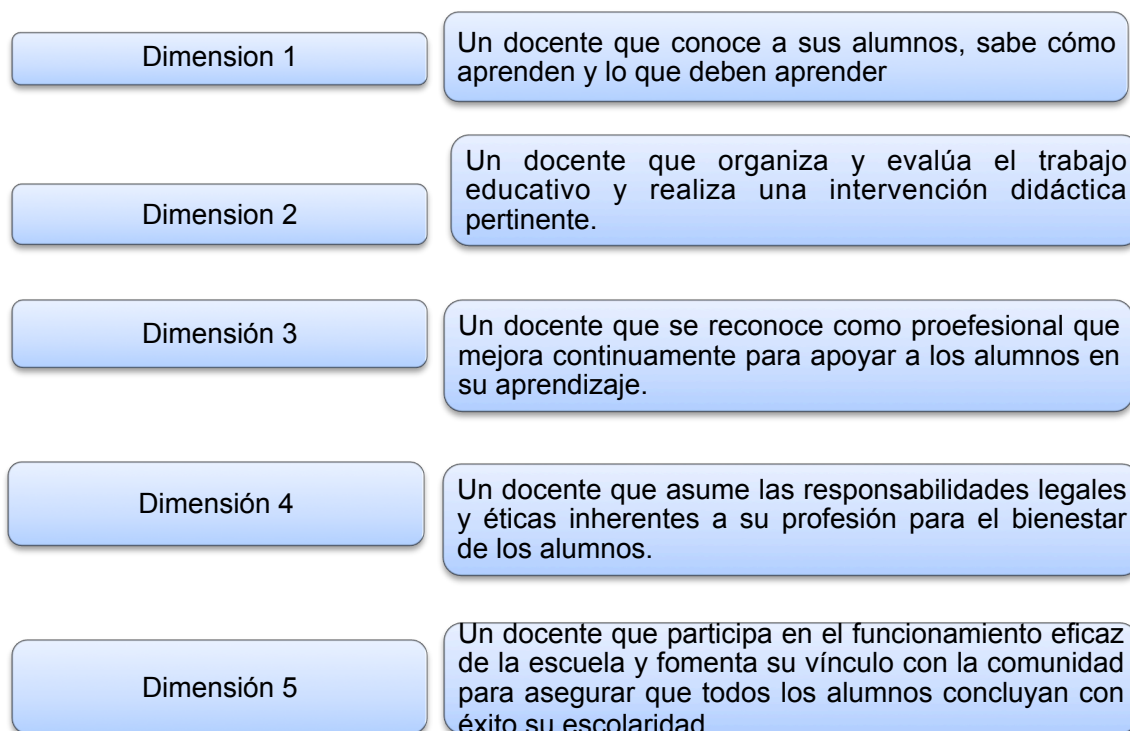 Dimension 1
Un docente que conoce a sus alumnos, sabe cómo
aprenden y lo que deben aprender
Dimension 2
Un docente que organiza y evalúa el trabajo
educativo y realiza una intervención didáctica
pertinente.
Dimensión 3
Un docente que se reconoce como proefesional que
mejora continuamente para apoyar a los alumnos en
su aprendizaje.
Dimensión 4
Un docente que asume las responsabilidades legales
y éticas inherentes a su profesión para el bienestar
de los alumnos.
Dimensión 5
Un docente que participa en el funcionamiento eficaz
de la escuela y fomenta su vínculo con la comunidad
para asegurar que todos los alumnos concluyan con
éxito su escolaridad